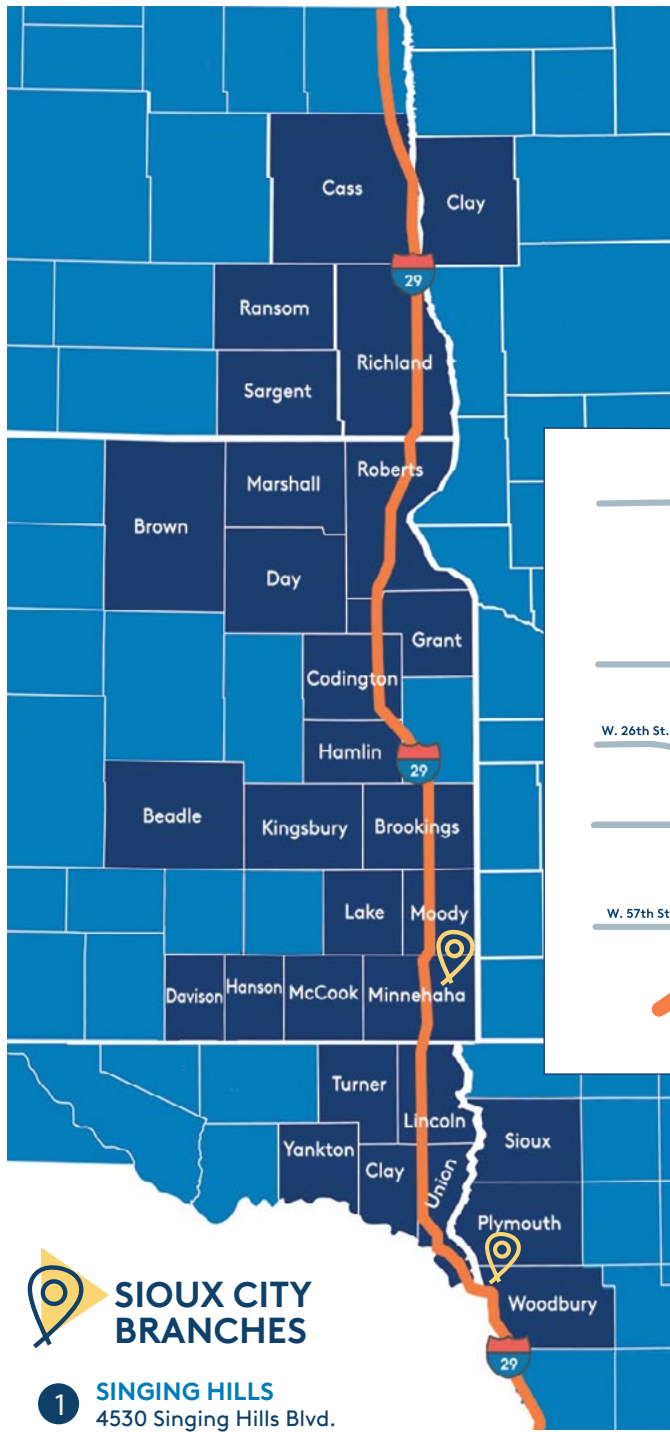 Cass
Clay
29
Ransom
Richland
Sargent
Roberts
Marshall
Brown
Day
Grant
Codington
W. 26th St.
Hamlin
29
Beadle
Kingsbury
Brookings
Lake
Moody
W. 57th St
Davison
Hanson
McCook
Minnehaha
Turner
Lincoln
Sioux
Yankton
Clay
Union
Plymouth
SIOUX CITY
BRANCHES
Woodbury
29
1
SINGING HILLS
4530 Singing Hills Blvd.